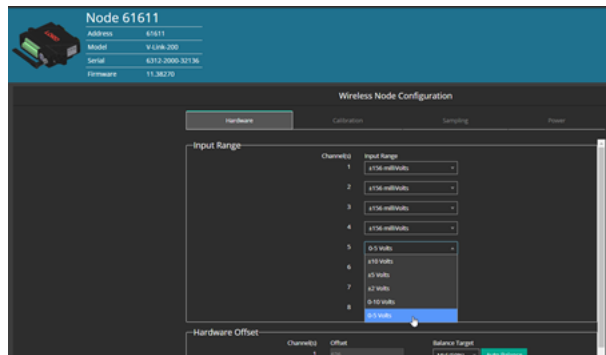 Node 61611
Address 61611
Model V-Link-200
Serial 6312-2000-32136
Firmware 11.38270
Wireless Node Configuration
Hardware Calibration Sampling Power
Input Range
Channel(s) Input Range
1 ±156 milliVolts
2 ±156 milliVolts
3 ±156 milliVolts
4 ±156 milliVolts
5 0-5 Volts
±10 Volts
6
±5 Volts
7 ±2 Volts
0-10 Volts
8
0-5 Volts
Hardware Offset
Channel(s) Offset Balance Target
1